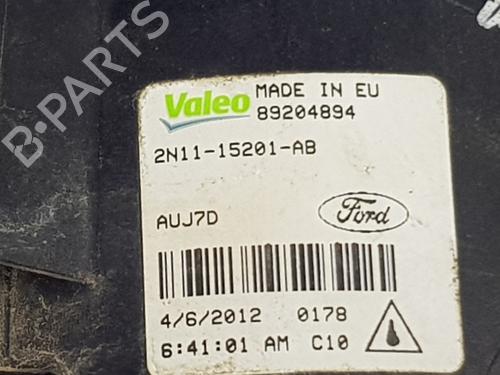 B-PARTS
Valeo MADE IN EU
89204894
2N11-15201-AB
AUJ7D Ford
4/6/2012 0178
6:41:01 AM C10